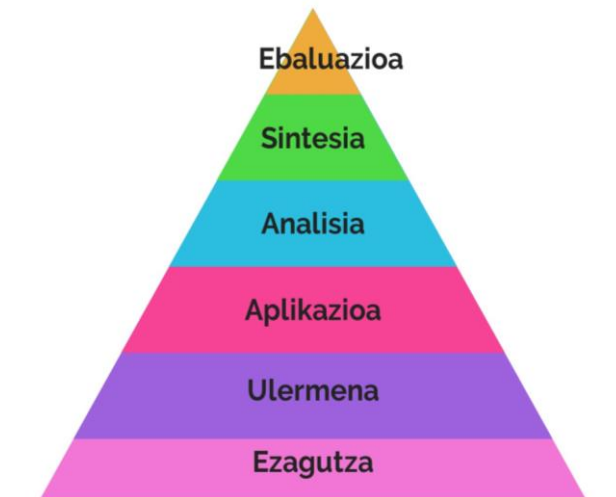 Ebaluazioa
Sintesia
Analisia
Aplikazioa
Ulermena
Ezagutza